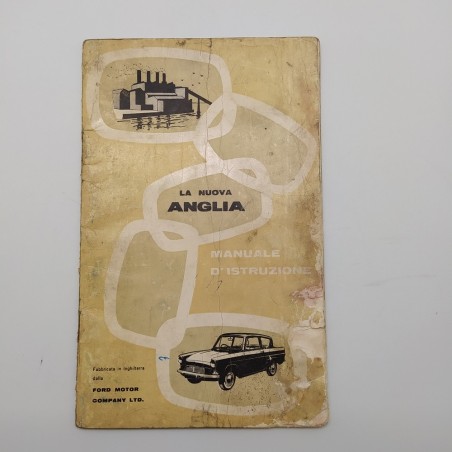 LA NUOVA
ANGLIA
MANUALE
D'ISTRUZIONE
Fabbricata in Inghilterra
dalla
FORD MOTOR
COMPANY LTD.